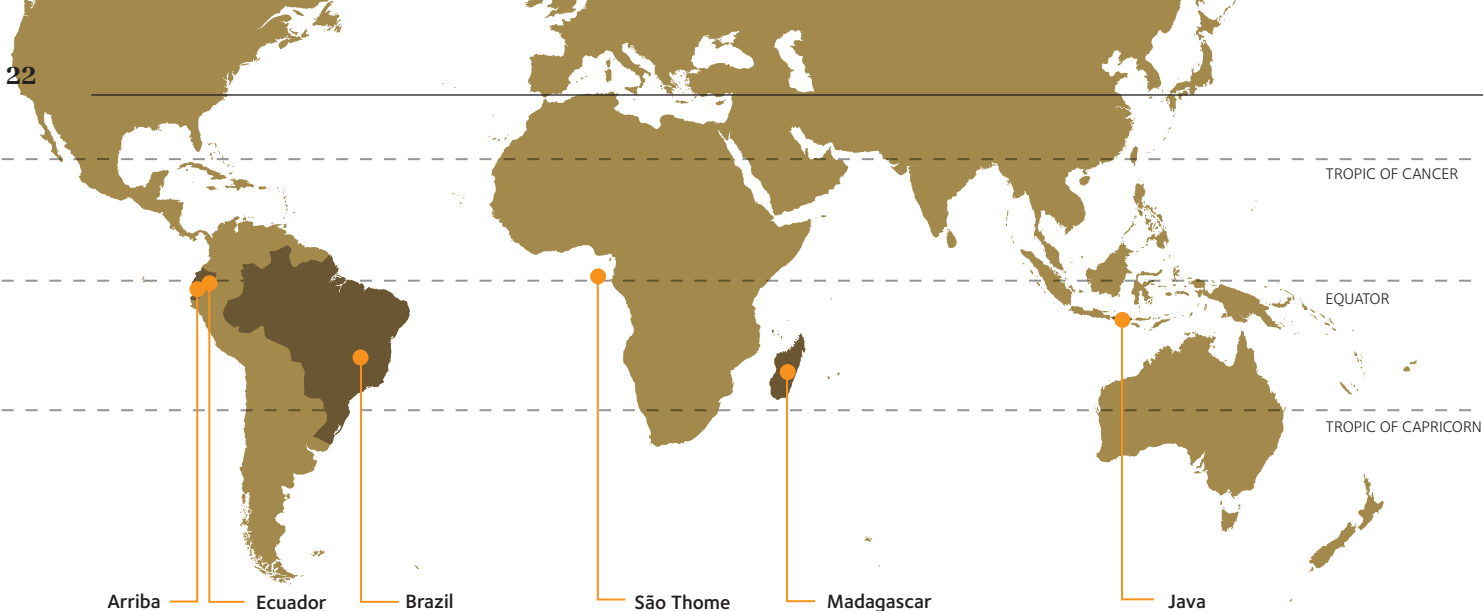 22
TROPIC OF CANCER
EQUATOR
TROPIC OF CAPRICORN
Arriba
Ecuador
Brazil
São Thome
Madagascar
Java